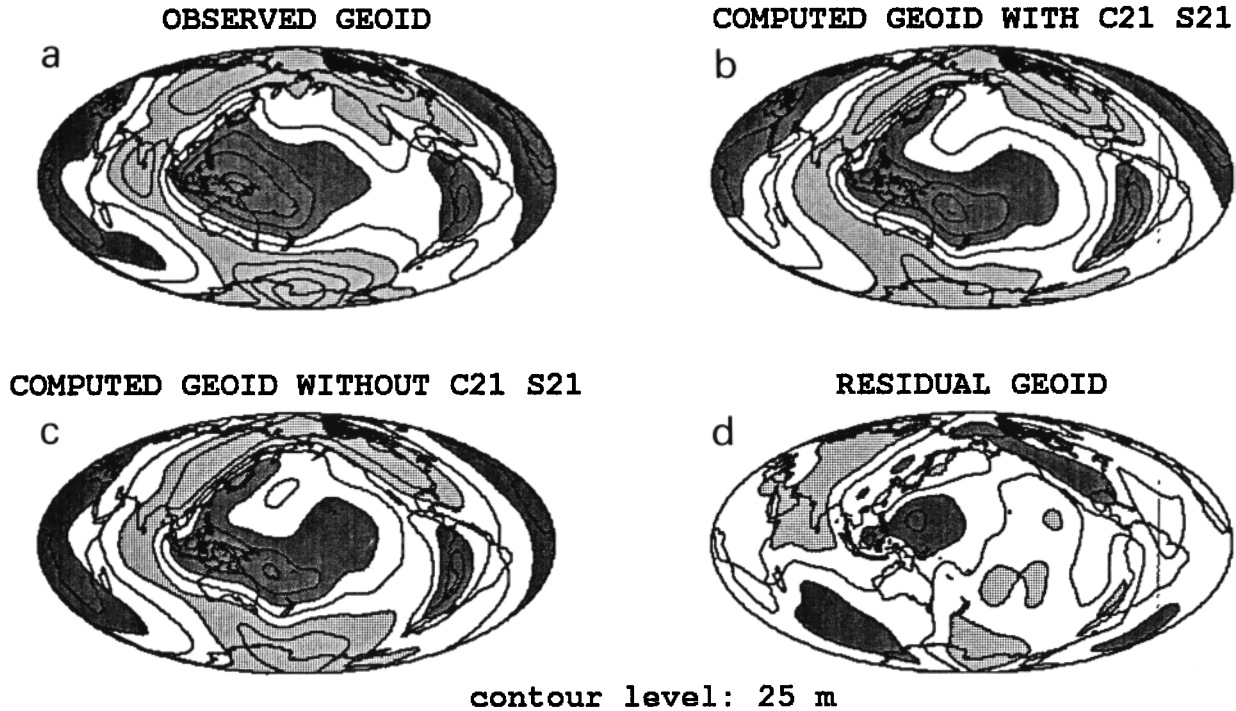 OBSERVED GEOID
COMPUTED GEOID WITH C21 S21
a
b
COMPUTED GEOID WITHOUT C21 S21
RESIDUAL GEOID
c
d
contour level: 25 m